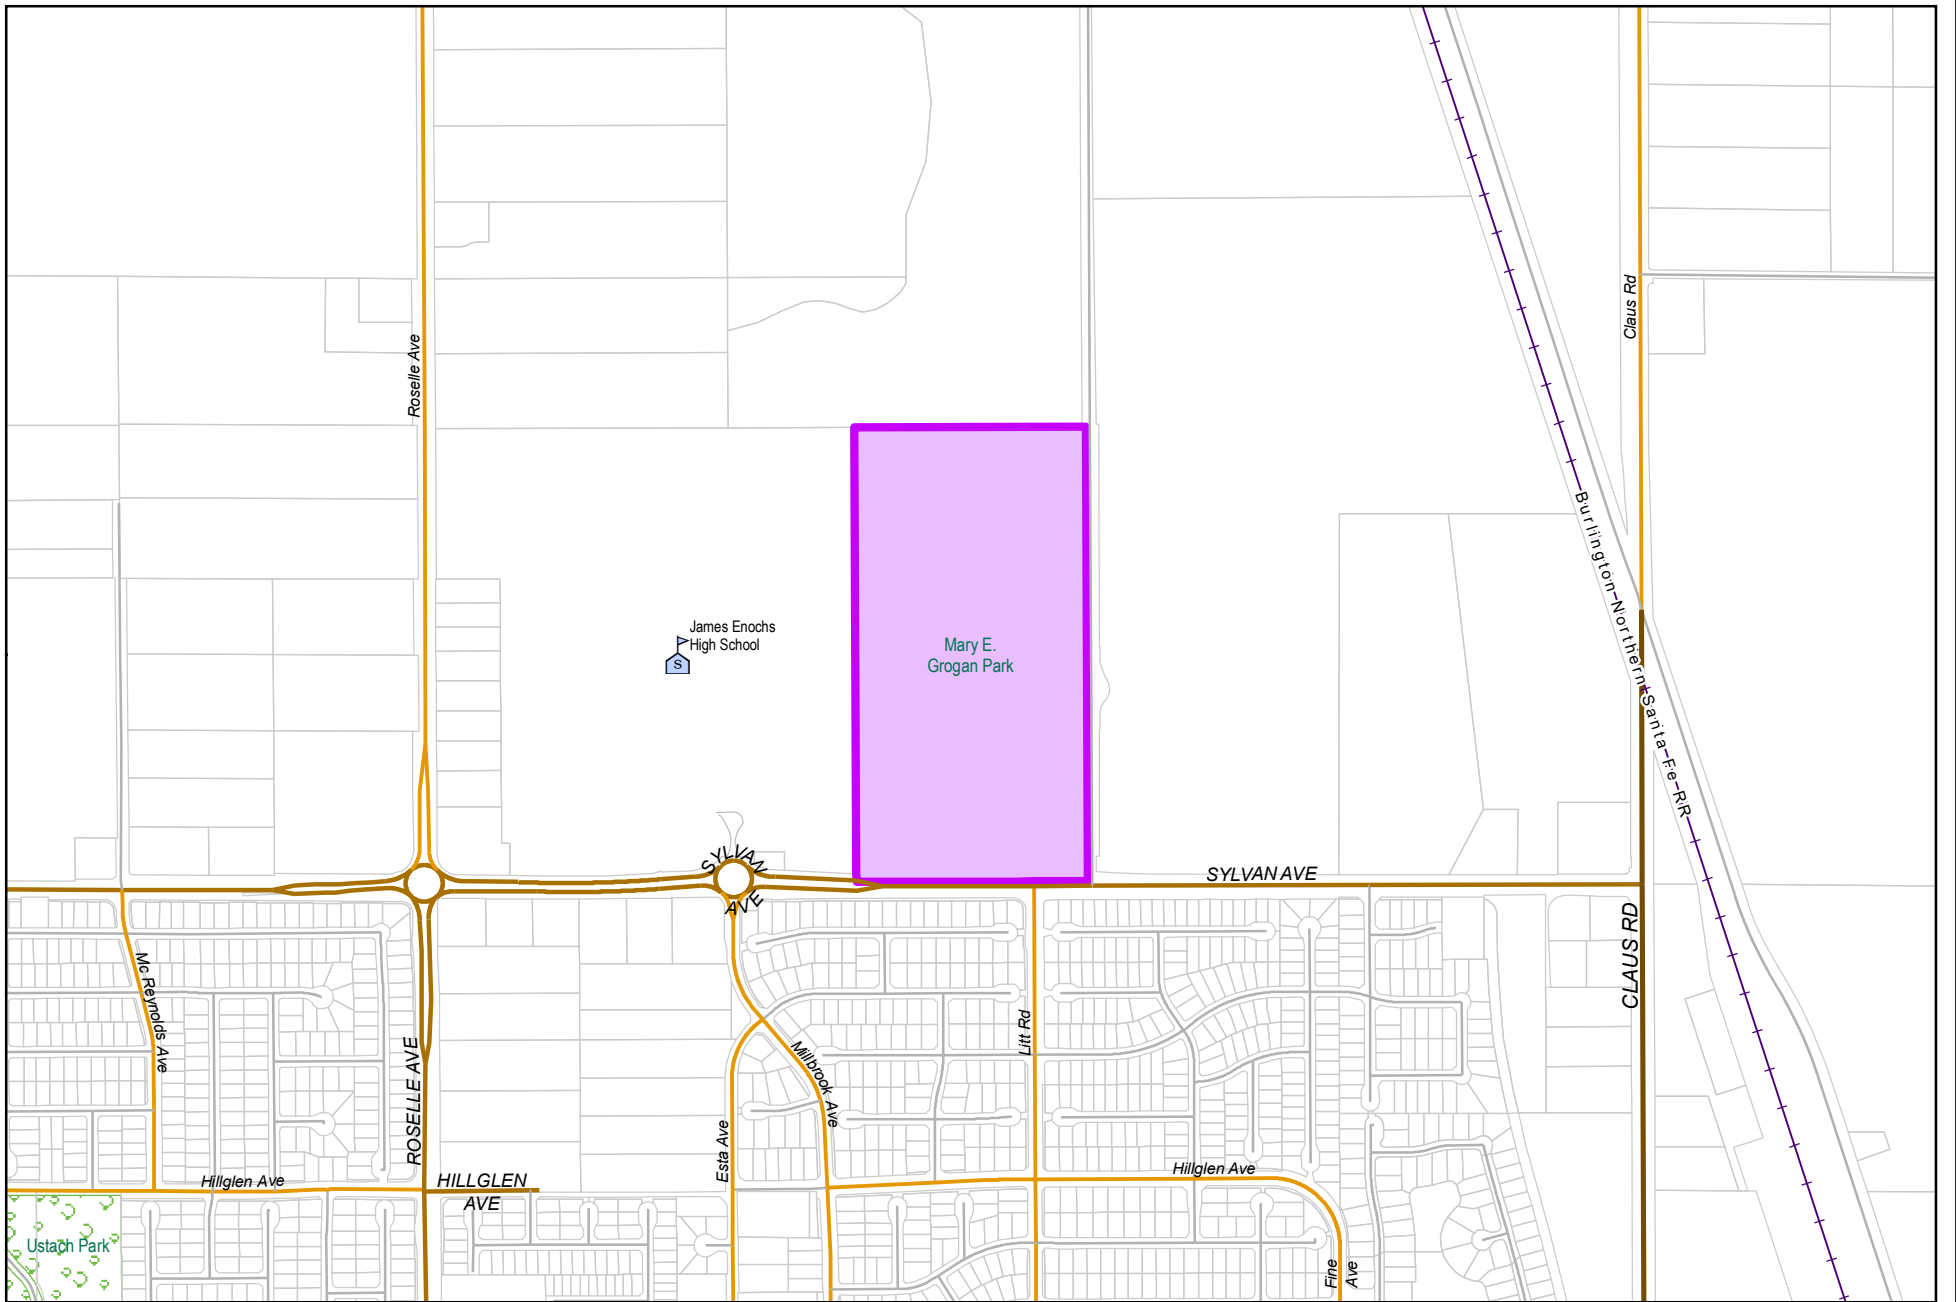 Roselle Ave
Claus Rd
Burlington Northern Santa Fe RR
James Enochs
High School
S
Mary E.
Grogan Park
SYLVAN
AVE
SYLVAN AVE
CLAUS RD
Mc Reynolds Ave
ROSELLE AVE
Litt Rd
Millbrook Ave
Esta Ave
Hillglen Ave
HILLGLEN
AVE
Hillglen Ave
Ustach Park
Fine
Ave